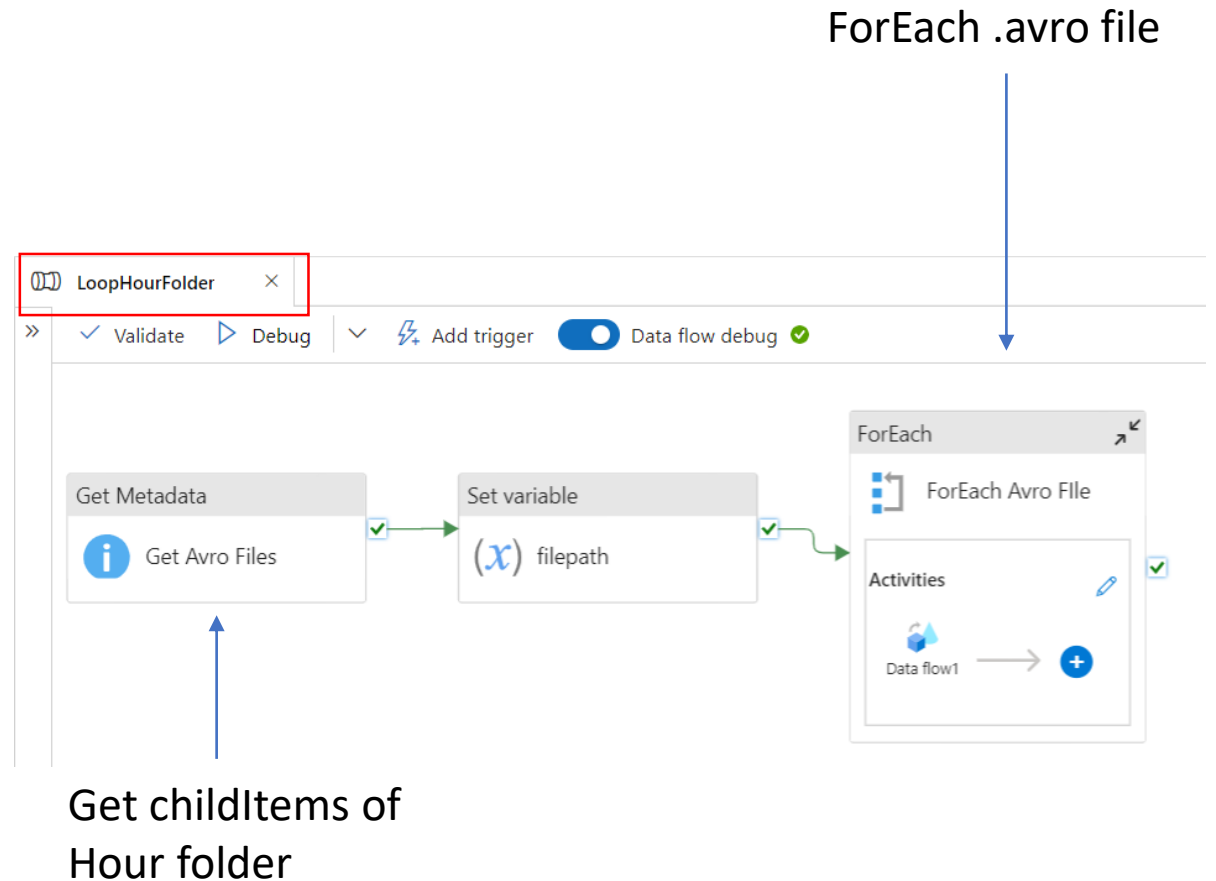 ForEach .avro file
LoopHourFolder
Validate Debug Add trigger Data flow debug
ForEach
ForEach Avro FIle
Get Metadata
Get Avro Files
Set variable
(x) filepath
Activities
Data flow1
Get childItems of
Hour folder